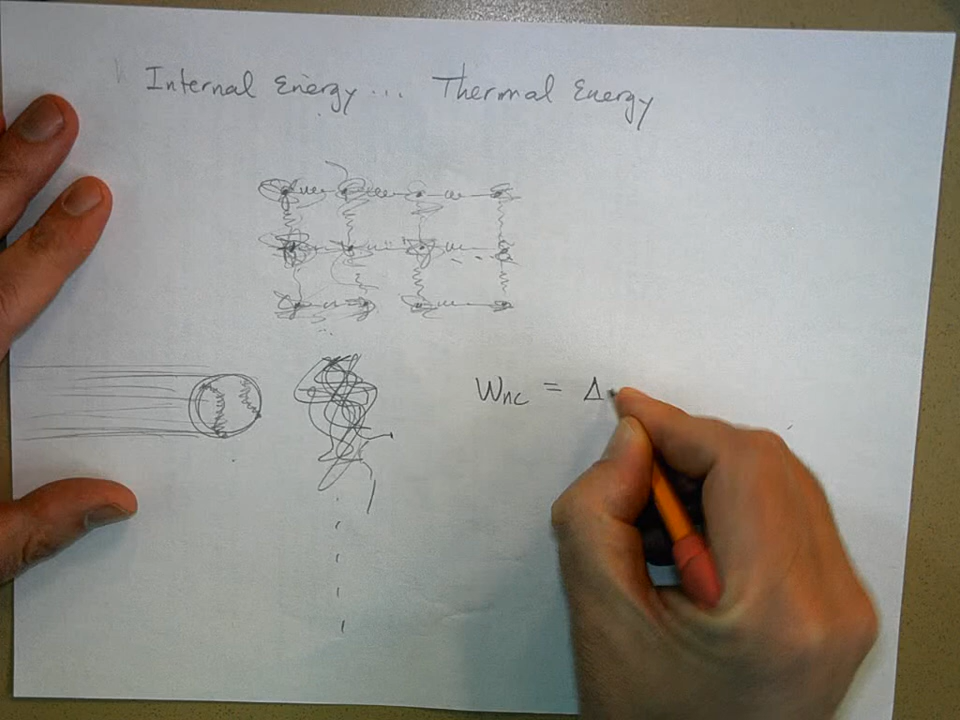 Internal Energy... Thermal Energy
Wnc = Δ